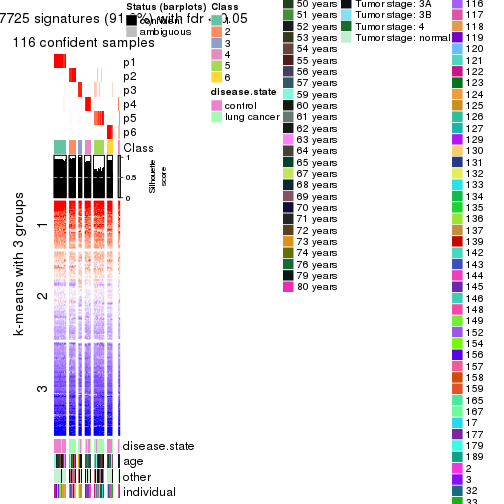 7725 signatures (91
05
116 confident samples
p1
p2
p3
p4
p5
p6
Class
1
0.5
0
Silhouette
score
k-means with 3 groups
1
2
3
disease.state
age
other
individual
Status (barplots)
confident
ambiguous
Class
1
2
3
4
5
6
disease.state
control
lung cancer
50 years
51 years
52 years
53 years
54 years
55 years
56 years
57 years
59 years
60 years
61 years
62 years
63 years
64 years
65 years
67 years
68 years
69 years
70 years
71 years
72 years
73 years
74 years
76 years
79 years
80 years
Tumor stage: 3A
Tumor stage: 3B
Tumor stage: 4
Tumor stage: normal
116
117
118
119
120
121
122
123
124
125
126
127
129
130
131
132
133
134
135
136
137
139
142
143
144
145
146
148
149
152
154
156
157
158
159
165
167
17
177
179
189
2
3
32
33